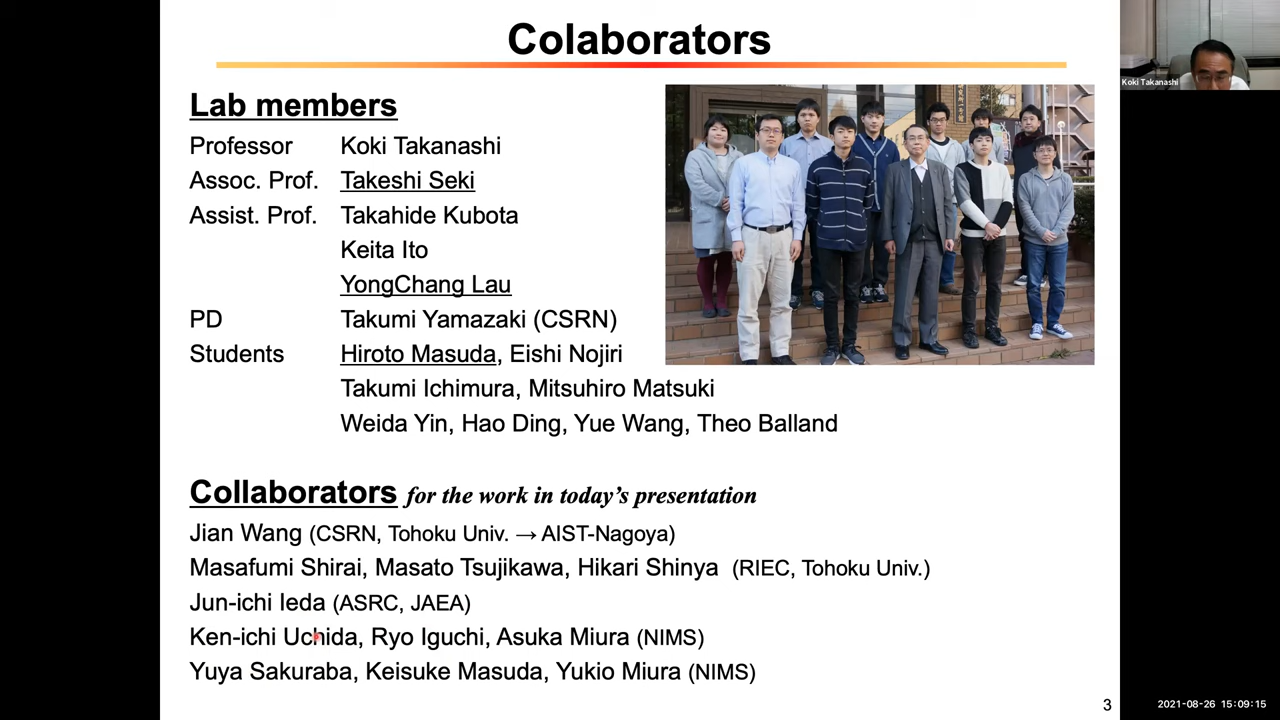 Colaborators
Lab members
Professor Koki Takanashi
Assoc. Prof. Takeshi Seki
Assist. Prof. Takahide Kubota
Keita Ito
YongChang Lau
PD Takumi Yamazaki (CSRN)
Students Hiroto Masuda, Eishi Nojiri
Takumi Ichimura, Mitsuhiro Matsuki
Weida Yin, Hao Ding, Yue Wang, Theo Balland
Collaborators for the work in today's presentation
Jian Wang (CSRN, Tohoku Univ. → AIST-Nagoya)
Masafumi Shirai, Masato Tsujikawa, Hikari Shinya (RIEC, Tohoku Univ.)
Jun-ichi Ieda (ASRC, JAEA)
Ken-ichi Uchida, Ryo Iguchi, Asuka Miura (NIMS)
Yuya Sakuraba, Keisuke Masuda, Yukio Miura (NIMS)
3
Koki Takanashi
2021-08-26 15:09:15